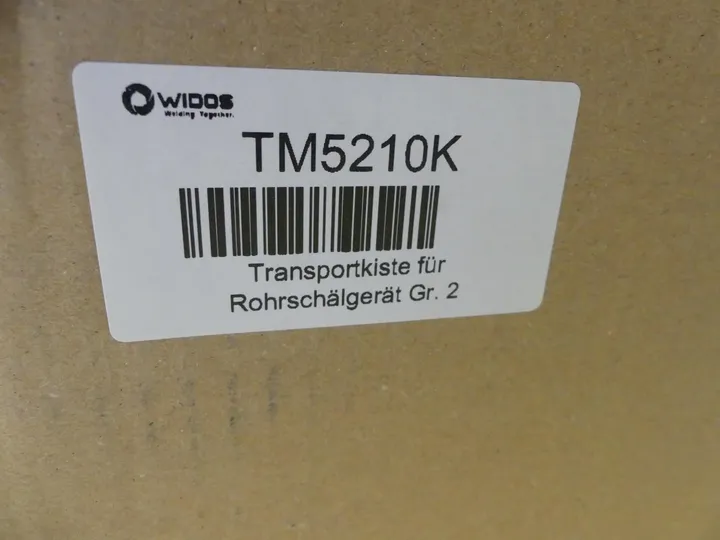 WIDOS
Welding Together.
TM5210K
Transportkiste für
Rohrschälgerät Gr. 2